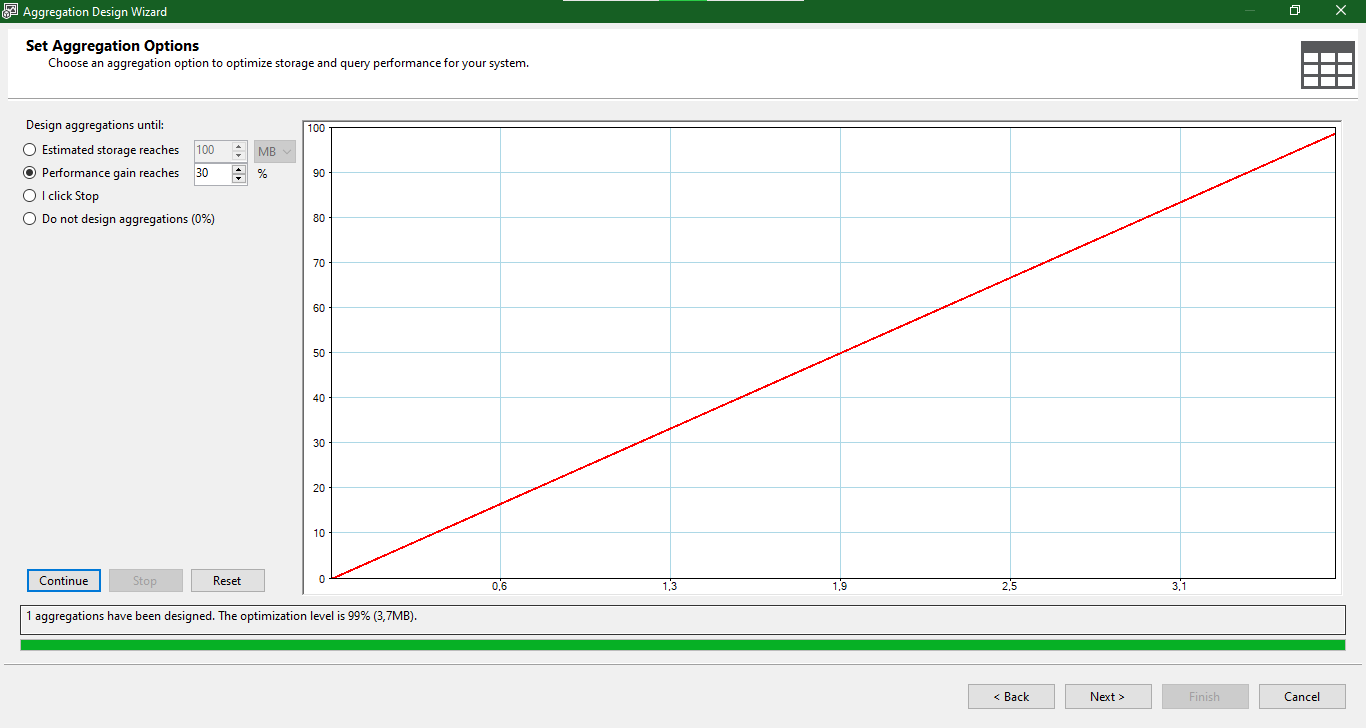 Aggregation Design Wizard
Set Aggregation Options
Choose an aggregation option to optimize storage and query performance for your system.
Design aggregations until:
Estimated storage reaches 100 MB
Performance gain reaches 30 %
I click Stop
Do not design aggregations (0%)
100
90
80
70
60
50
40
30
20
10
0
0,6 1,3 1,9 2,5 3,1
Continue Stop Reset
1 aggregations have been designed. The optimization level is 99% (3,7MB).
< Back Next > Finish Cancel